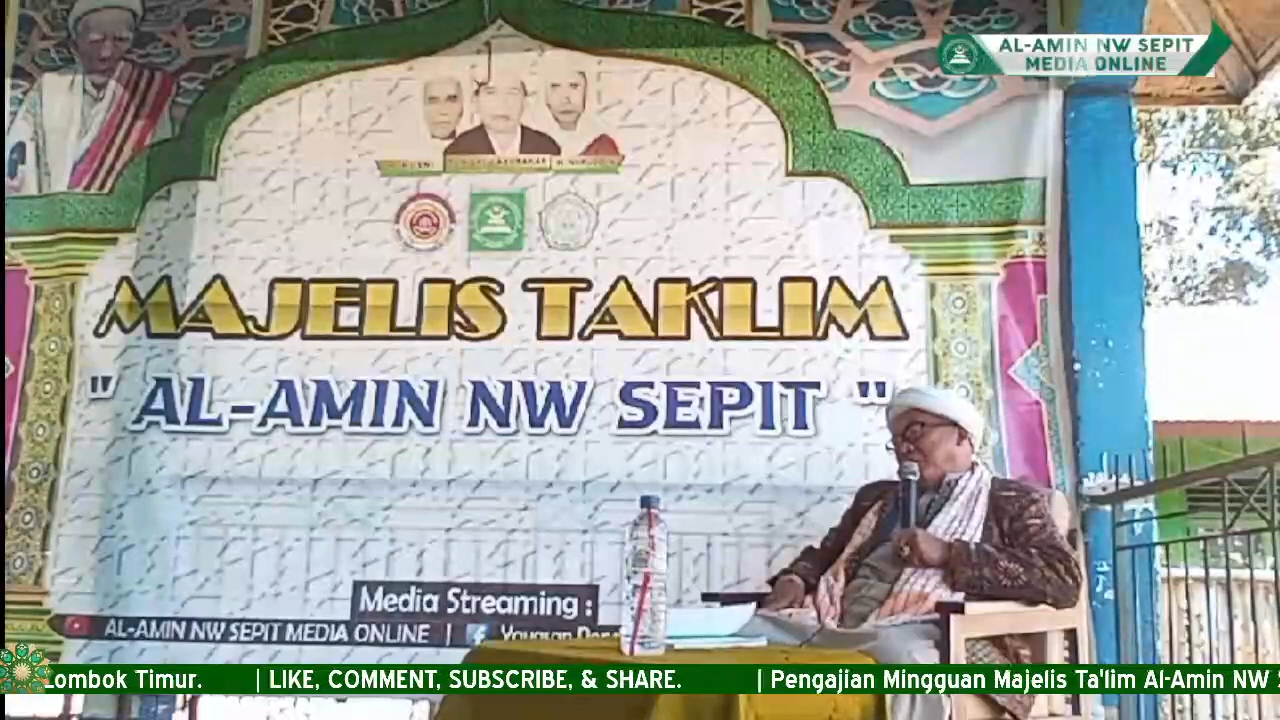 AL-AMIN NW SEPIT
MEDIA ONLINE
MAJELIS TAKLIM
" AL-AMIN NW SEPIT "
Media Streaming :
AL-AMIN NW SEPIT MEDIA ONLINE | Yayasan
Lombok Timur. | LIKE, COMMENT, SUBSCRIBE, & SHARE. | Pengajian Mingguan Majelis Ta'lim Al-Amin NW